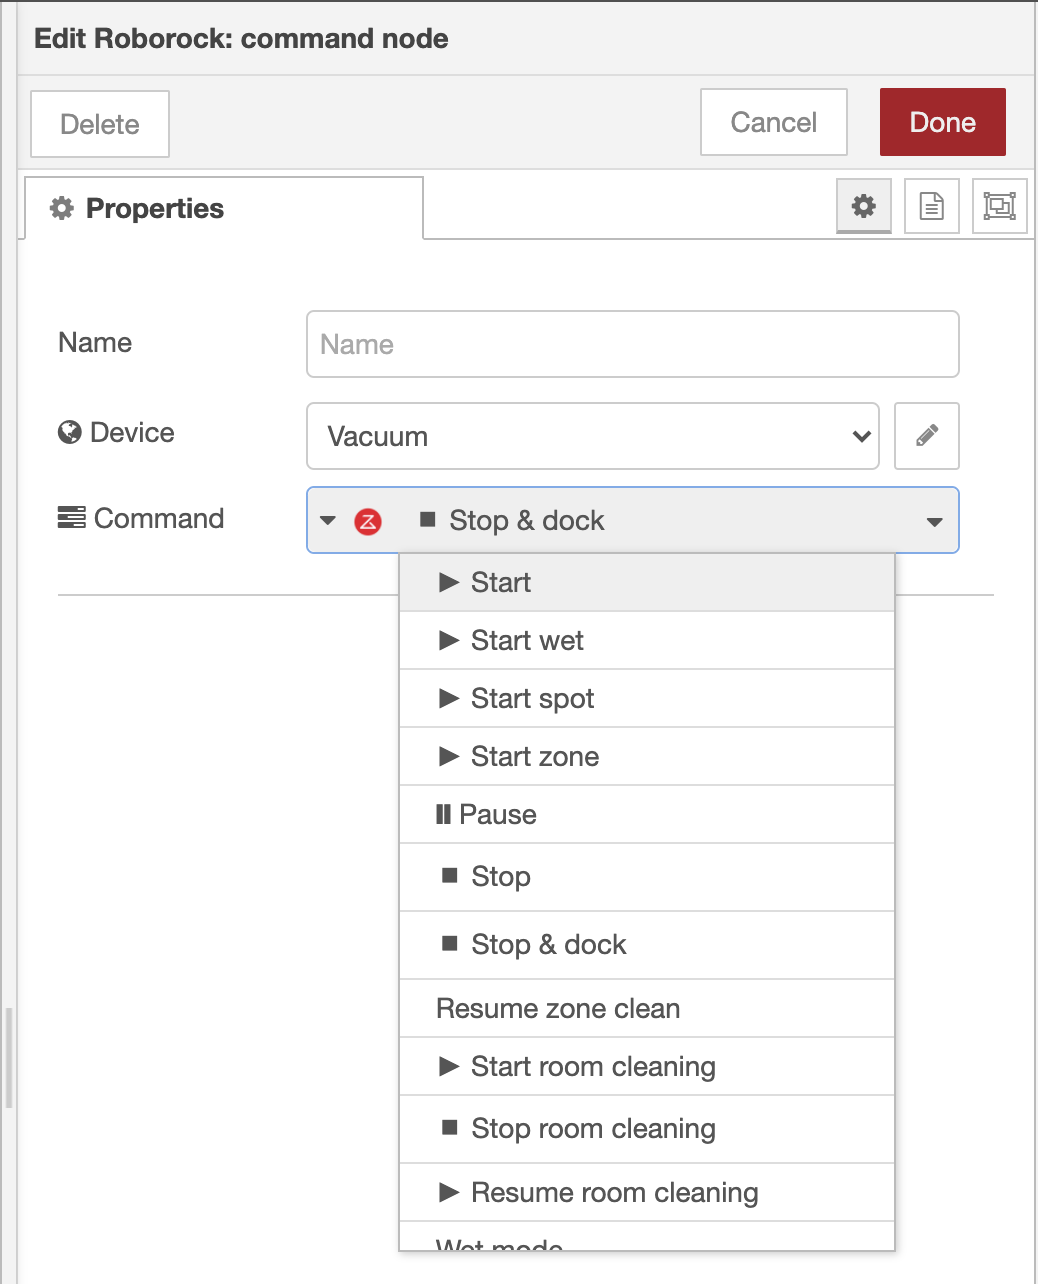 Edit Roborock: command node
Delete
Cancel
Done
Properties
Name
Name
Device
Vacuum
Command
Stop & dock
Start
Start wet
Start spot
Start zone
Pause
Stop
Stop & dock
Resume zone clean
Start room cleaning
Stop room cleaning
Resume room cleaning
Wet mode